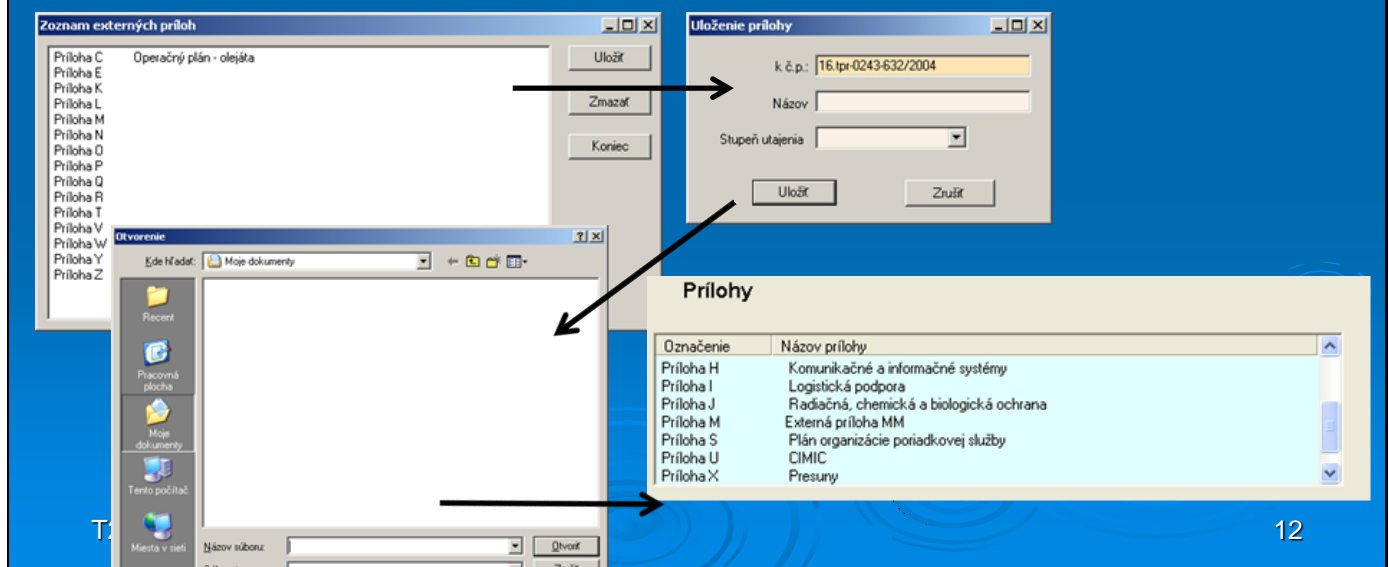 Zoznam externých príloh
Príloha C Operačný plán - olejáta
Príloha E
Príloha K
Príloha L
Príloha M
Príloha N
Príloha O
Príloha P
Príloha Q
Príloha R
Príloha T
Príloha V
Príloha W
Príloha Y
Príloha Z
Uložiť
Zmazať
Koniec
Uloženie prílohy
k č.p.: 16.tpr-0243-632/2004
Názov
Stupeň utajenia
Uložiť
Zrušiť
Otvorenie
Kde hľadať: Moje dokumenty
Recent
Pracovná
plocha
Moje
dokumenty
Tento počítač
Miesta v sieti
Názov súboru:
Otvoriť
Prílohy
Označenie Názov prílohy
Príloha H Komunikačné a informačné systémy
Príloha I Logistická podpora
Príloha J Radiačná, chemická a biologická ochrana
Príloha M Externá príloha MM
Príloha S Plán organizácie poriadkovej služby
Príloha U CIMIC
Príloha X Presuny
12